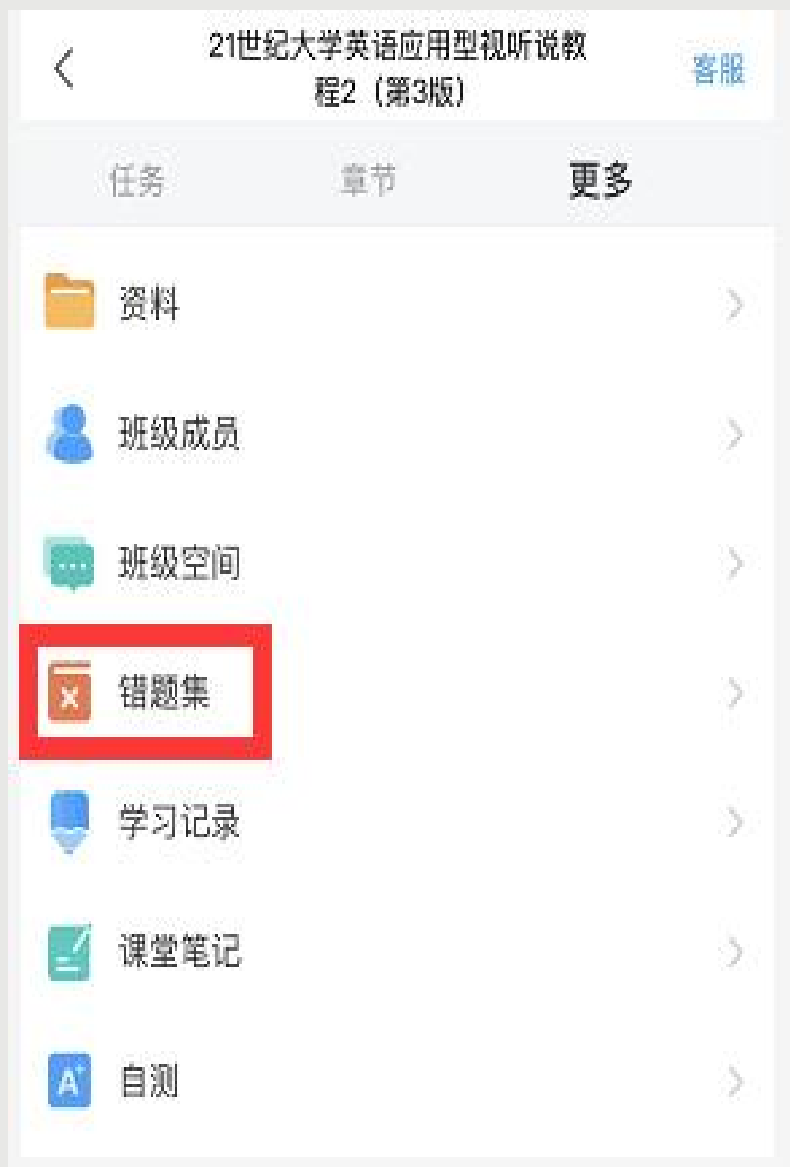 21世纪大学英语应用型视听说教
程2（第3版）
客服
任务
章节
更多
资料
班级成员
班级空间
错题集
学习记录
课堂笔记
A+
自测